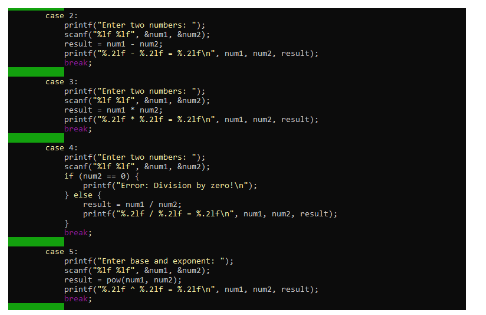 case 2:
printf("Enter two numbers: ");
scanf("%lf %lf", &num1, &num2);
result = num1 - num2;
printf("%.2lf - %.2lf = %.2lf\n", num1, num2, result);
break;
case 3:
printf("Enter two numbers: ");
scanf("%lf %lf", &num1, &num2);
result = num1 * num2;
printf("%.2lf * %.2lf = %.2lf\n", num1, num2, result);
break;
case 4:
printf("Enter two numbers: ");
scanf("%lf %lf", &num1, &num2);
if (num2 == 0) {
printf("Error: Division by zero!\n");
} else {
result = num1 / num2;
printf("%.2lf / %.2lf = %.2lf\n", num1, num2, result);
}
break;
case 5:
printf("Enter base and exponent: ");
scanf("%lf %lf", &num1, &num2);
result = pow(num1, num2);
printf("%.2lf ^ %.2lf = %.2lf\n", num1, num2, result);
break;